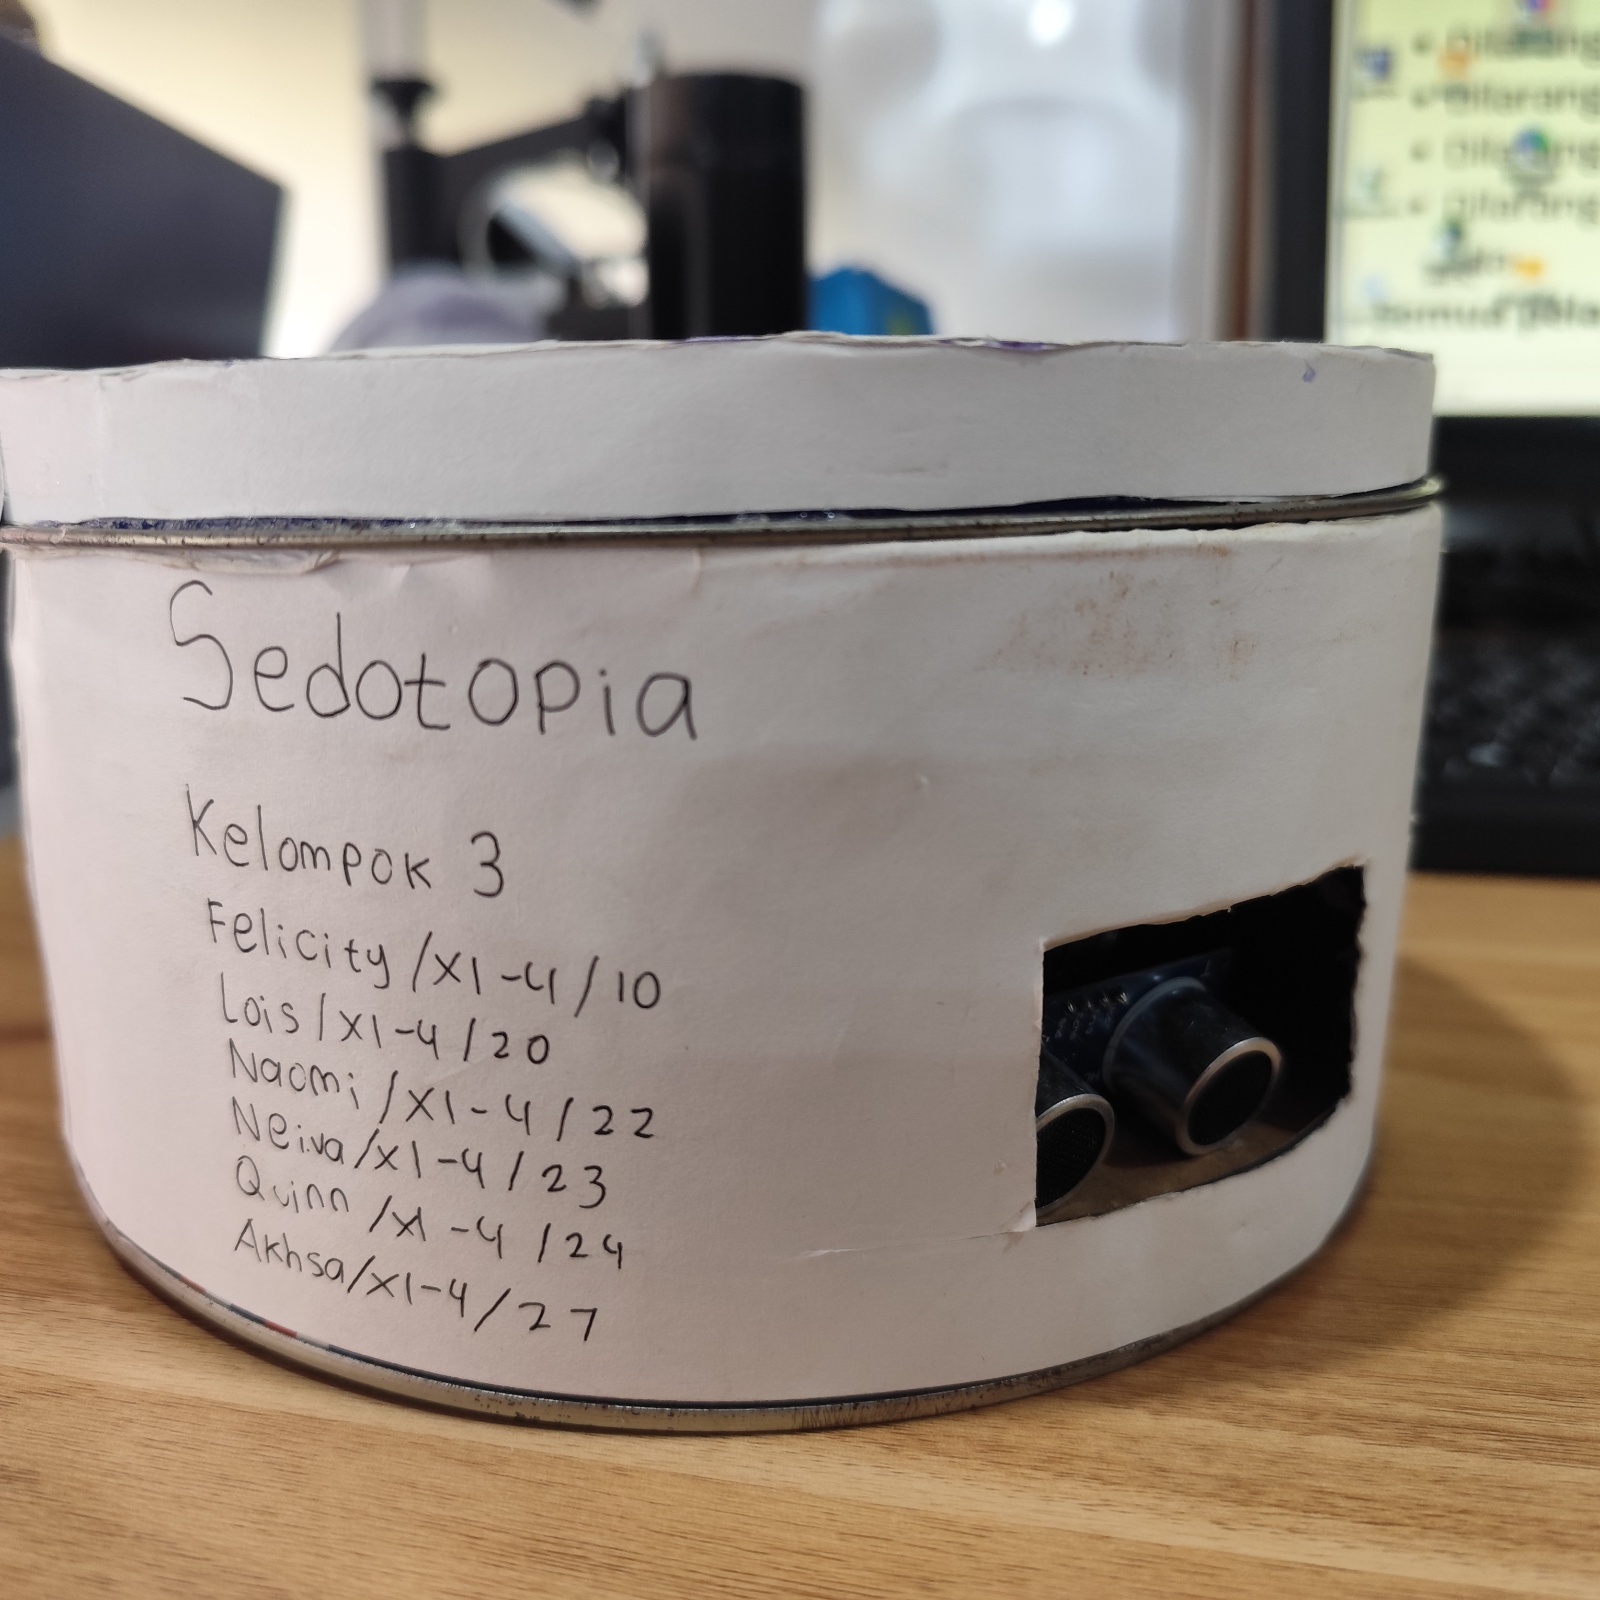 Sedotopia
Kelompok 3
Felicity /XI-4/10
Lois/XI-4/20
Naomi/XI-4/22
Neiva/XI-4/23
Quinn/XI-4/24
Akhsa/XI-4/27